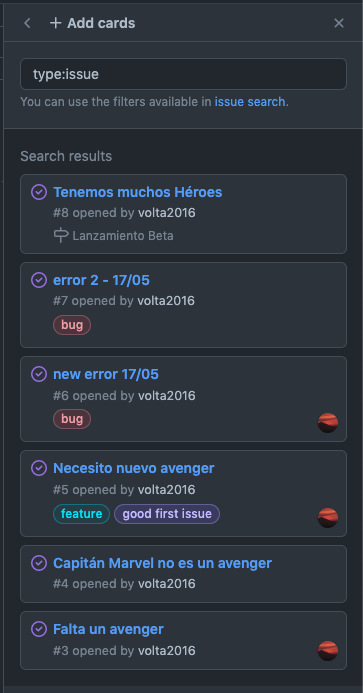 Add cards
type:issue
You can use the filters available in issue search.
Search results
Tenemos muchos Héroes
#8 opened by volta2016
Lanzamiento Beta
error 2 - 17/05
#7 opened by volta2016
bug
new error 17/05
#6 opened by volta2016
bug
Necesito nuevo avenger
#5 opened by volta2016
feature good first issue
Capitán Marvel no es un avenger
#4 opened by volta2016
Falta un avenger
#3 opened by volta2016